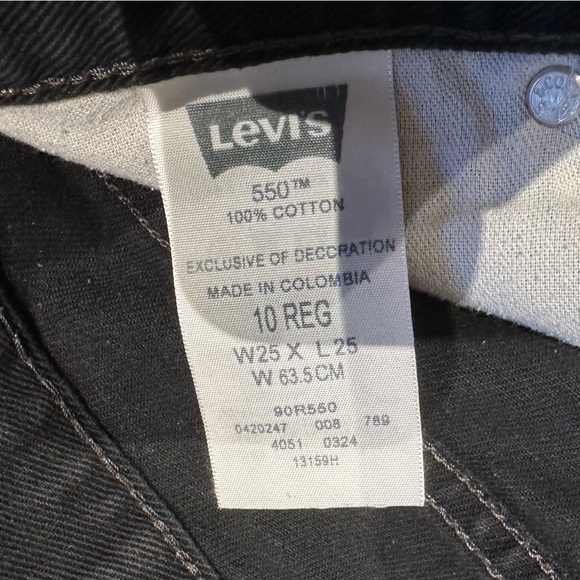 Levi's
550™
100% COTTON
EXCLUSIVE OF DECORATION
MADE IN COLOMBIA
10 REG
W25 X L 25
W 63.5CM
90R550
0420247 008 789
4051 0324
13159H